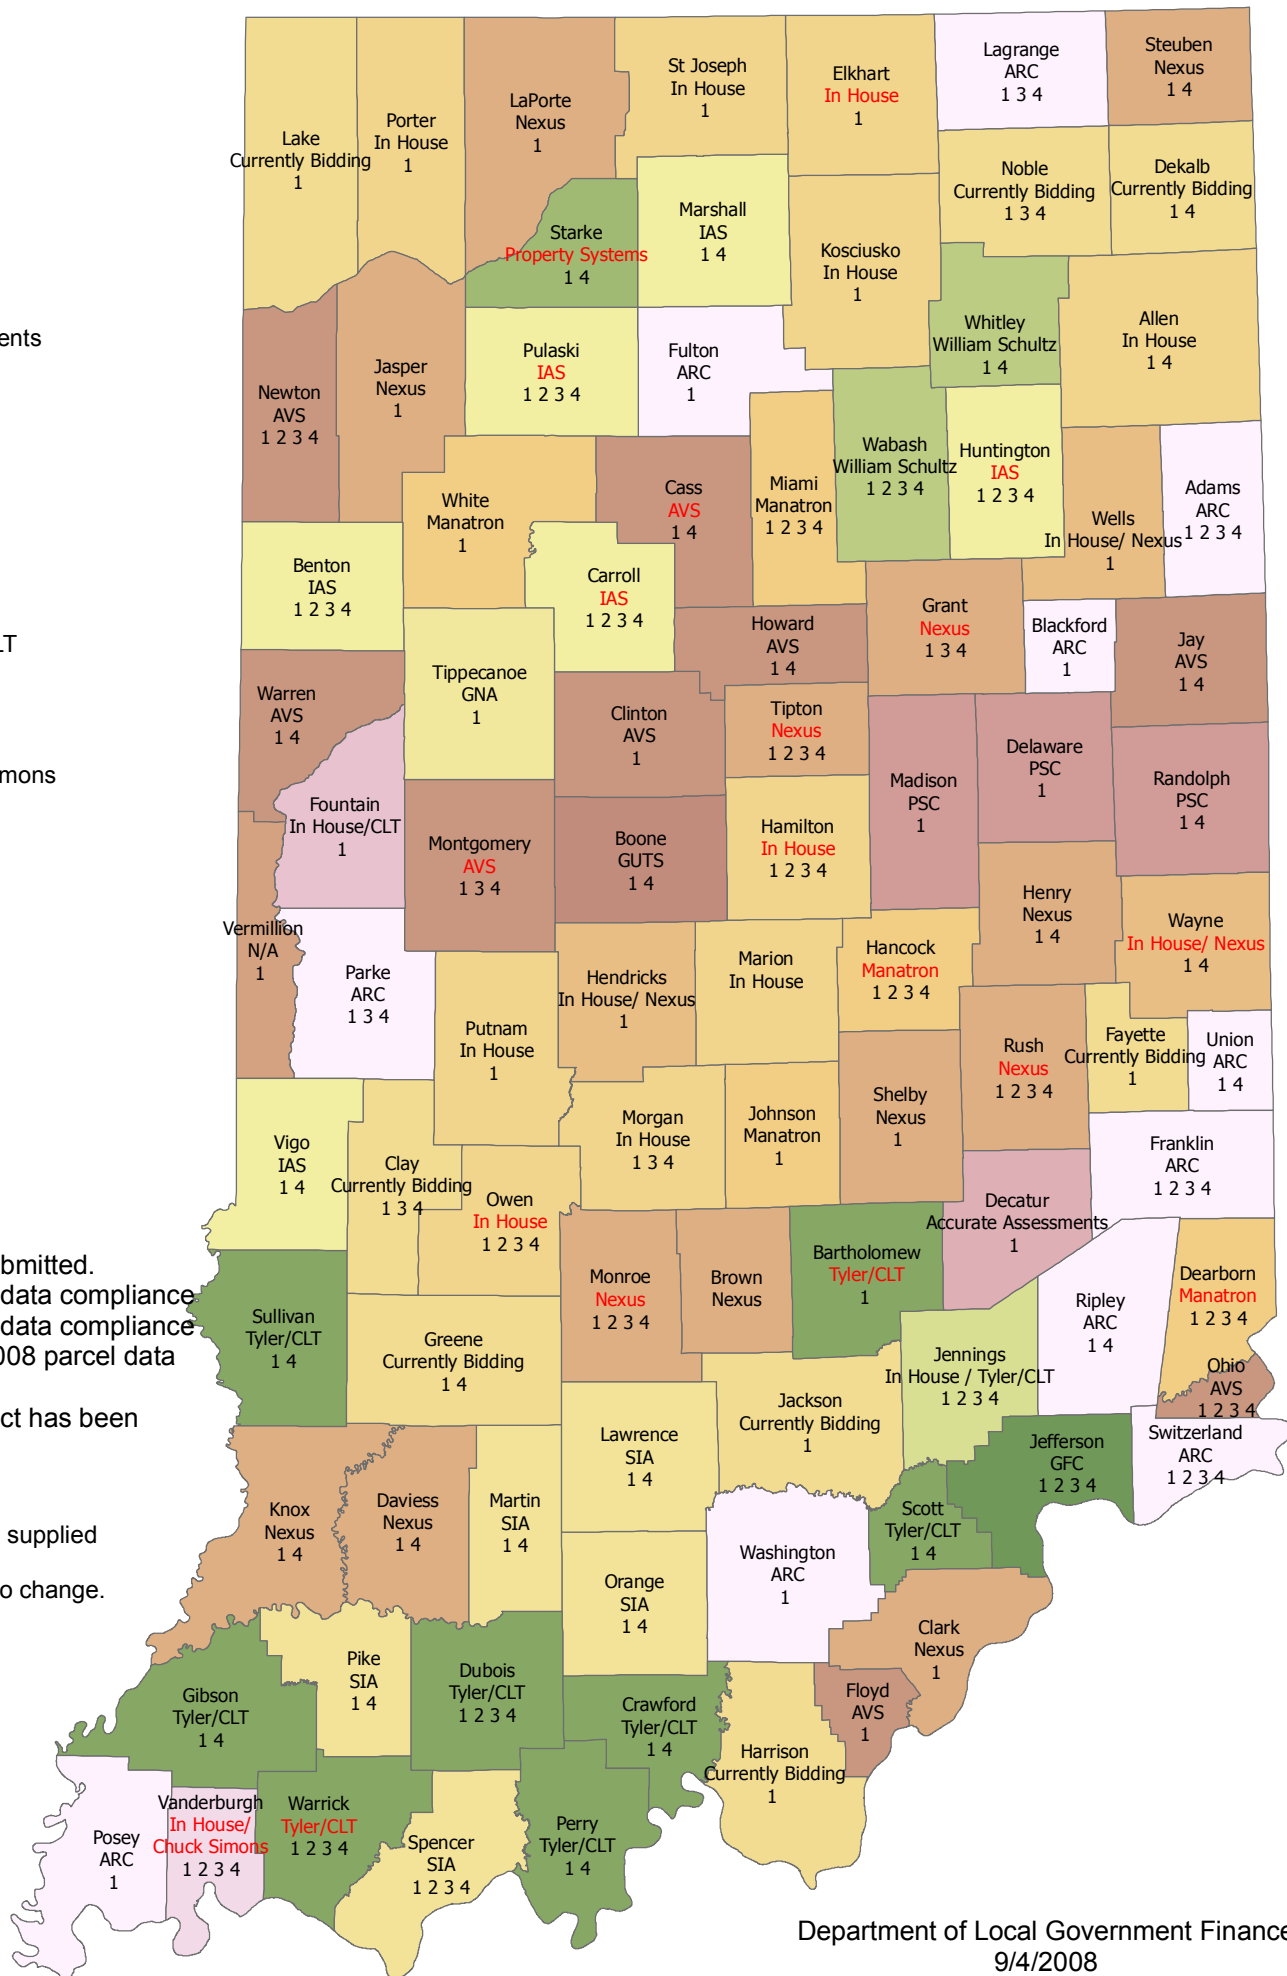 Lake
Currently Bidding
1
Porter
In House
1
LaPorte
Nexus
1
St Joseph
In House
1
Elkhart
In House
1
Lagrange
ARC
1 3 4
Steuben
Nexus
1 4
Noble
Currently Bidding
1 3 4
Dekalb
Currently Bidding
1 4
Starke
Property Systems
1 4
Marshall
IAS
1 4
Kosciusko
In House
1
Whitley
William Schultz
1 4
Allen
In House
1 4
ents
Newton
AVS
1 2 3 4
Jasper
Nexus
1
Pulaski
IAS
1 2 3 4
Fulton
ARC
1
White
Manatron
1
Cass
AVS
1 4
Miami
Manatron
1 2 3 4
Wabash
William Schultz
1 2 3 4
Huntington
IAS
1 2 3 4
Wells
In House/ Nexus
1
Adams
ARC
1 2 3 4
Benton
IAS
1 2 3 4
Carroll
IAS
1 2 3 4
Howard
AVS
1 4
Grant
Nexus
1 3 4
Blackford
ARC
1
Jay
AVS
1 4
LT
Warren
AVS
1 4
Tippecanoe
GNA
1
Clinton
AVS
1
Tipton
Nexus
1 2 3 4
Madison
PSC
1
Delaware
PSC
1
Randolph
PSC
1 4
mons
Fountain
In House/CLT
1
Montgomery
AVS
1 3 4
Boone
GUTS
1 4
Hamilton
In House
1 2 3 4
Henry
Nexus
1 4
Wayne
In House/ Nexus
1 4
Vermillion
N/A
1
Parke
ARC
1 3 4
Putnam
In House
1
Hendricks
In House/ Nexus
1
Marion
In House
Hancock
Manatron
1 2 3 4
Rush
Nexus
1 2 3 4
Fayette
Currently Bidding
1
Union
ARC
1 4
Vigo
IAS
1 4
Clay
Currently Bidding
1 3 4
Owen
In House
1 2 3 4
Morgan
In House
1 3 4
Johnson
Manatron
1
Shelby
Nexus
1
Franklin
ARC
1 2 3 4
Decatur
Accurate Assessments
1
bmitted.
data compliance
data compliance
008 parcel data
ct has been
Sullivan
Tyler/CLT
1 4
Greene
Currently Bidding
1 4
Monroe
Nexus
1 2 3 4
Brown
Nexus
Bartholomew
Tyler/CLT
1
Jennings
In House / Tyler/CLT
1 2 3 4
Ripley
ARC
1 4
Dearborn
Manatron
1 2 3 4
Ohio
AVS
1 2 3 4
Lawrence
SIA
1 4
Jackson
Currently Bidding
1
Jefferson
GFC
1 2 3 4
Switzerland
ARC
1 2 3 4
supplied
o change.
Knox
Nexus
1 4
Daviess
Nexus
1 4
Martin
SIA
1 4
Orange
SIA
1 4
Washington
ARC
1
Scott
Tyler/CLT
1 4
Clark
Nexus
1
Gibson
Tyler/CLT
1 4
Pike
SIA
1 4
Dubois
Tyler/CLT
1 2 3 4
Crawford
Tyler/CLT
1 4
Floyd
AVS
1
Harrison
Currently Bidding
1
Posey
ARC
1
Vanderburgh
In House/
Chuck Simons
1 2 3 4
Warrick
Tyler/CLT
1 2 3 4
Spencer
SIA
1 2 3 4
Perry
Tyler/CLT
1 4
Department of Local Government Finance
9/4/2008